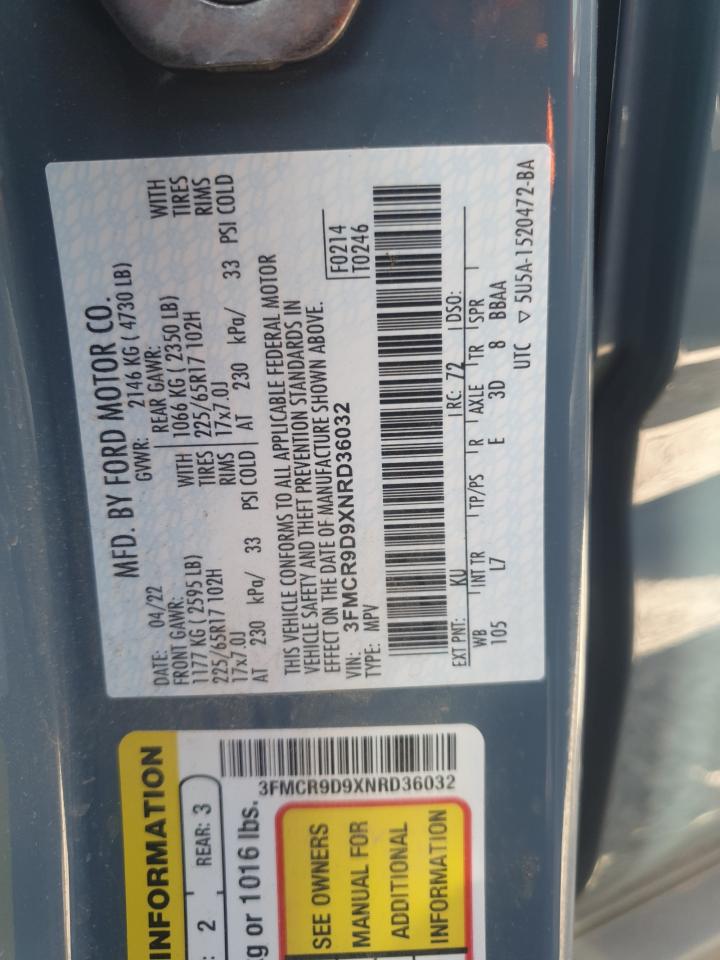 MFD. BY FORD MOTOR CO.
DATE: 04/22 GVWR: 2146 KG ( 4730 LB)
FRONT GAWR: REAR GAWR:
1177 KG ( 2595 LB) WITH 1066 KG ( 2350 LB) WITH
225/65R17 102H TIRES 225/65R17 102H TIRES
17x7.0J RIMS 17x7.0J RIMS
AT 230 kPa/ 33 PSI COLD AT 230 kPa/ 33 PSI COLD
THIS VEHICLE CONFORMS TO ALL APPLICABLE FEDERAL MOTOR
VEHICLE SAFETY AND THEFT PREVENTION STANDARDS IN
EFFECT ON THE DATE OF MANUFACTURE SHOWN ABOVE.
VIN: 3FMCR9D9XNRD36032
TYPE: MPV
F0214
T0246
EXT PNT: KU RC: 72 DSO:
WB INT TR TP/PS R AXLE TR SPR
105 L7 E 3D 8 BBAA
UTC ▽ 5U5A-1520472-BA
INFORMATION
: 2 REAR: 3
kg or 1016 lbs.
3FMCR9D9XNRD36032
SEE OWNERS
MANUAL FOR
ADDITIONAL
INFORMATION